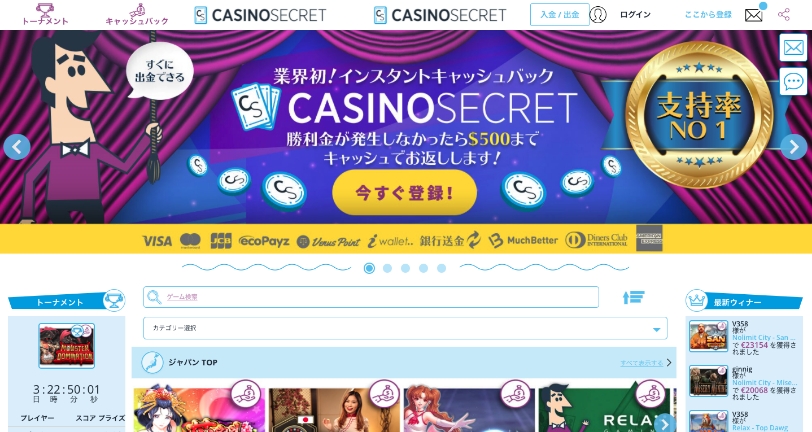 トーナメント
キャッシュバック
CASINOSECRET
CASINOSECRET
入金 / 出金
ログイン
ここから登録
すぐに
出金できる
業界初!インスタントキャッシュバック
CASINOSECRET
勝利金が発生しなかったら$500まで
キャッシュでお返しします!
今すぐ登録!
支持率
NO 1
VISA
JCB
ecoPayz
Venus Point
iwallet..
銀行送金
MuchBetter
Diners Club
INTERNATIONAL
トーナメント
MONSTER
DOMINATION
3:22:50:01
日 時 分 秒
プレイヤー スコア プライズ
ゲーム検索
カテゴリー選択
ジャパン TOP
すべて表示する
RELAX
最新ウィナー
V358
様が
Nolimit City - San ...
で €23154 を獲得さ
れました
ginnig
様が
Nolimit City - Mise...
で €20068 を獲得さ
れました
V358
様が
Relax - Top Dawg